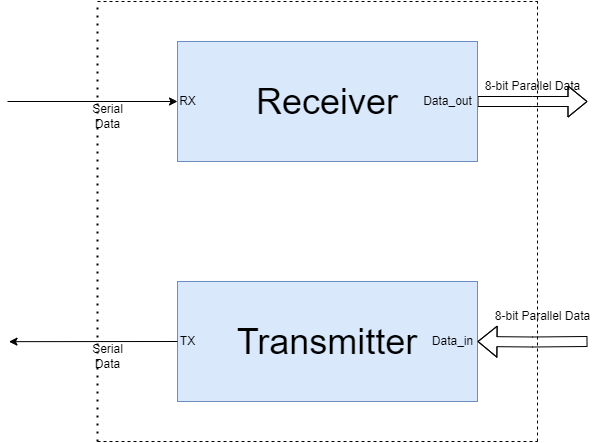 8-bit Parallel Data
RX
Receiver
Data_out
Serial
Data
8-bit Parallel Data
TX
Transmitter
Data_in
Serial
Data